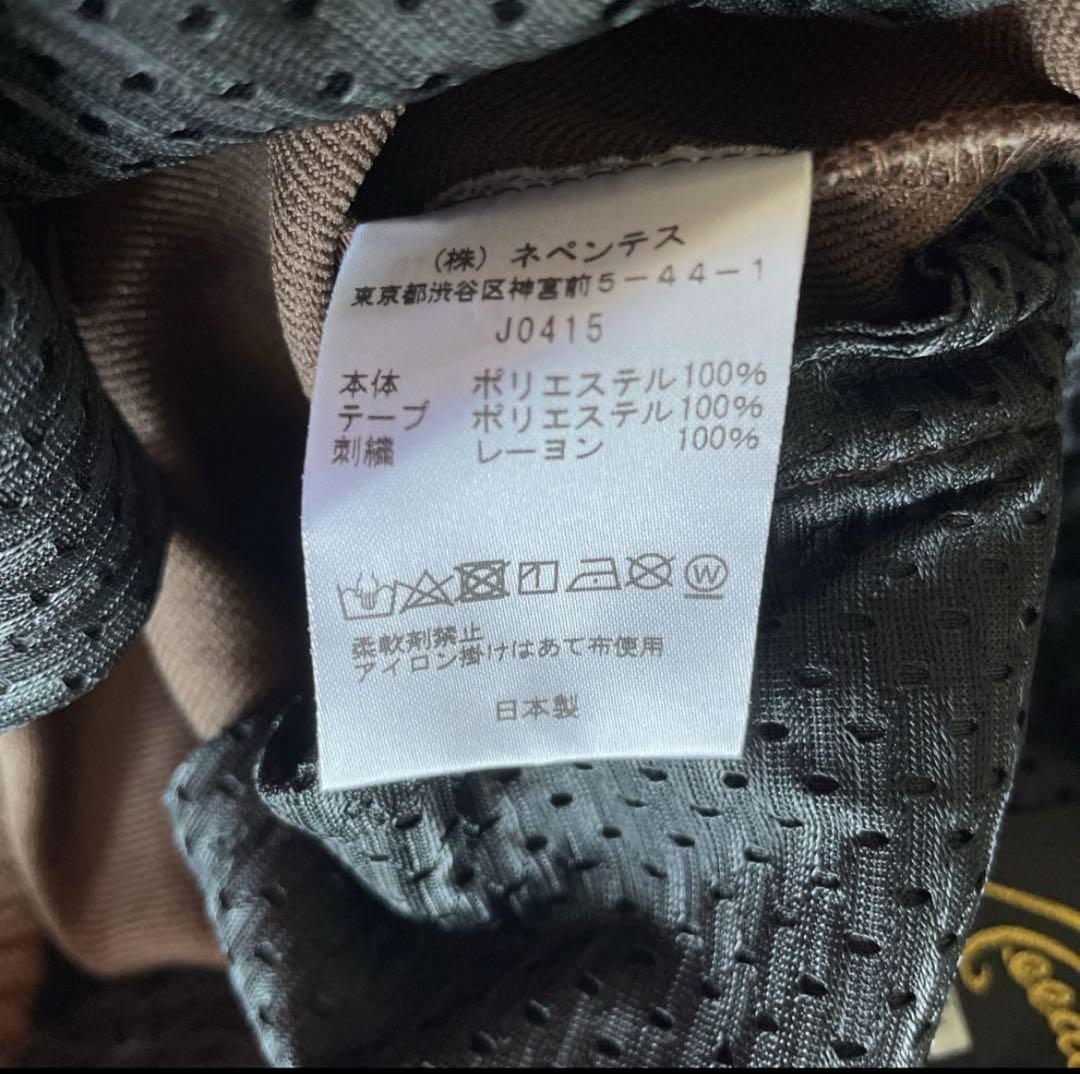 (株) ネペンテス
東京都渋谷区神宮前5-44-1
J0415
本体 ポリエステル100%
テープ ポリエステル100%
刺繍 レーヨン 100%
W
柔軟剤禁止
アイロン掛けはあて布使用
日本製